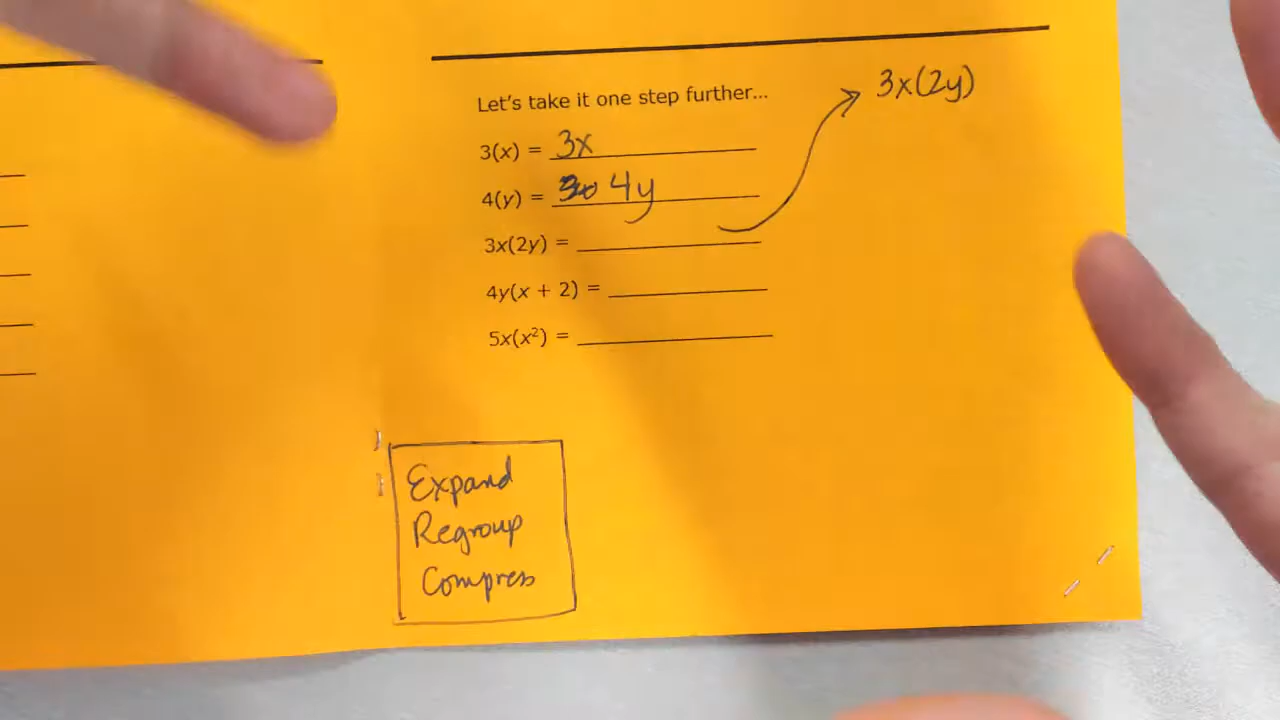 Let's take it one step further...
3x(2y)
3(x) = 3x
4(y) = 4y
3x(2y) =
4y(x + 2) =
5x(x²) =
Expand
Regroup
Compress